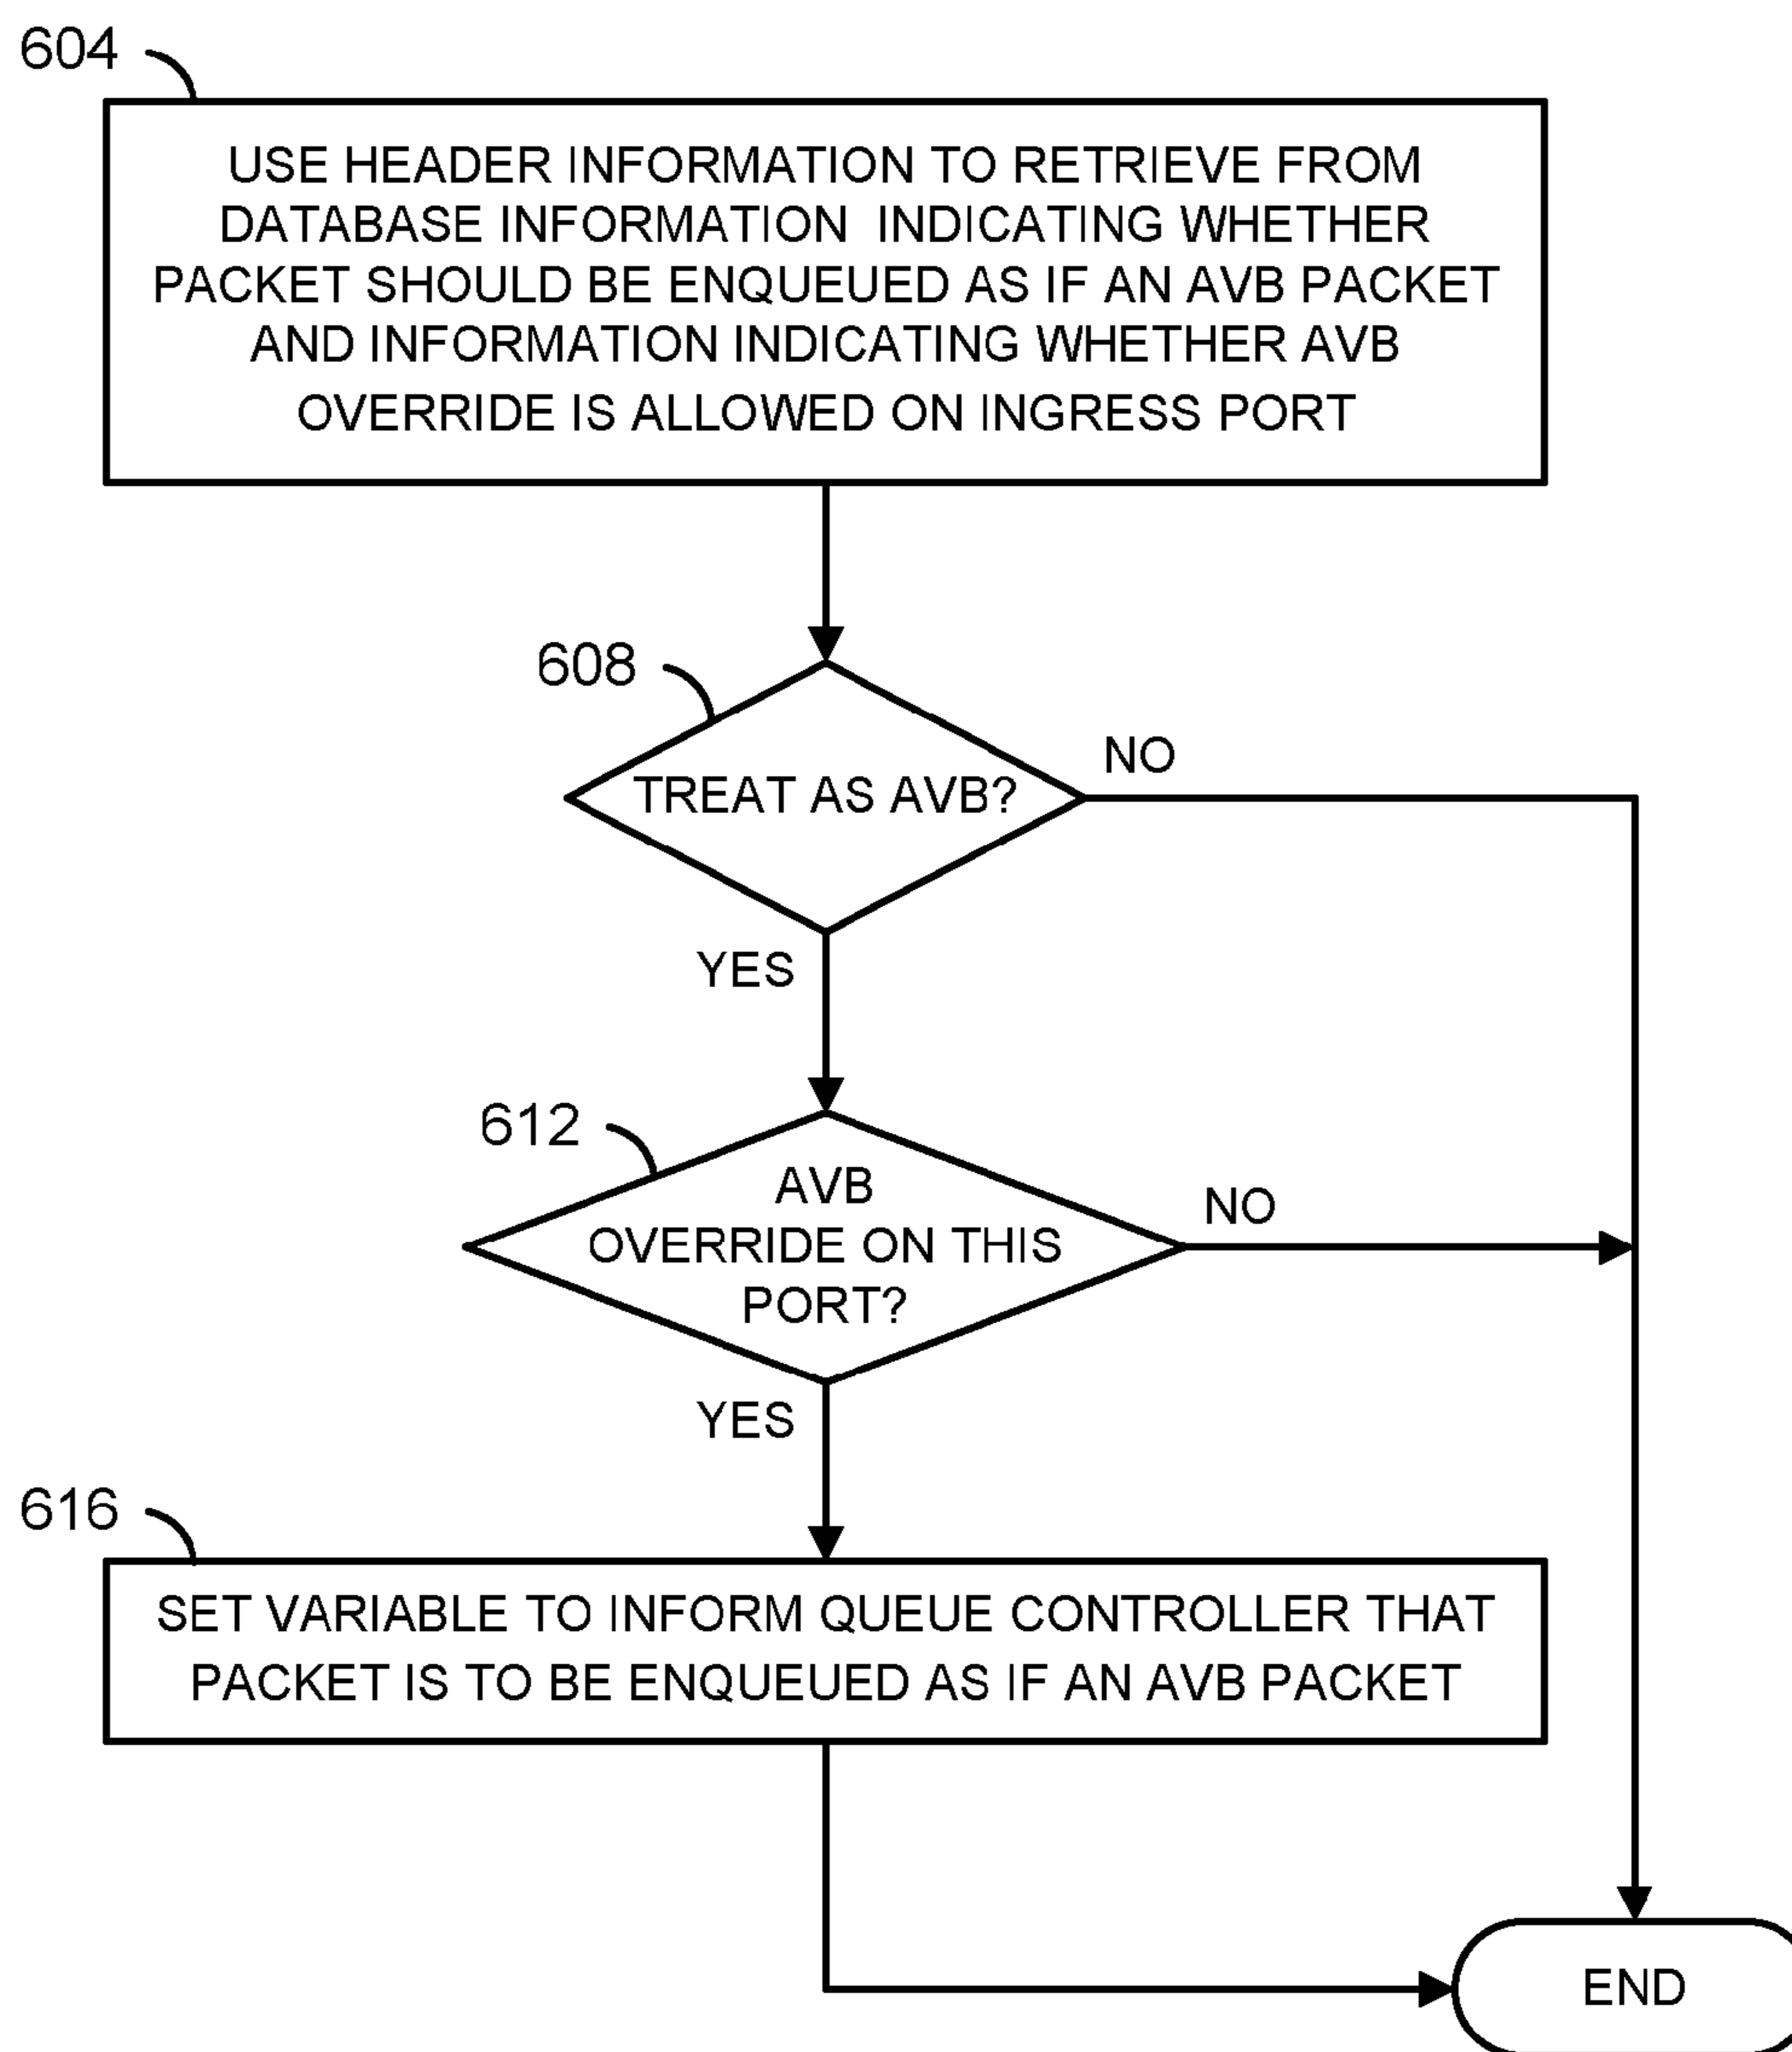 604
USE HEADER INFORMATION TO RETRIEVE FROM
DATABASE INFORMATION INDICATING WHETHER
PACKET SHOULD BE ENQUEUED AS IF AN AVB PACKET
AND INFORMATION INDICATING WHETHER AVB
OVERRIDE IS ALLOWED ON INGRESS PORT
608
TREAT AS AVB?
NO
YES
612
AVB
OVERRIDE ON THIS
PORT?
NO
YES
616
SET VARIABLE TO INFORM QUEUE CONTROLLER THAT
PACKET IS TO BE ENQUEUED AS IF AN AVB PACKET
END